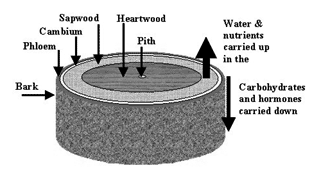 Sapwood
Heartwood
Cambium
Pith
Phloem
Bark
Water &
nutrients
carried up
in the
Carbohydrates
and hormones
carried down